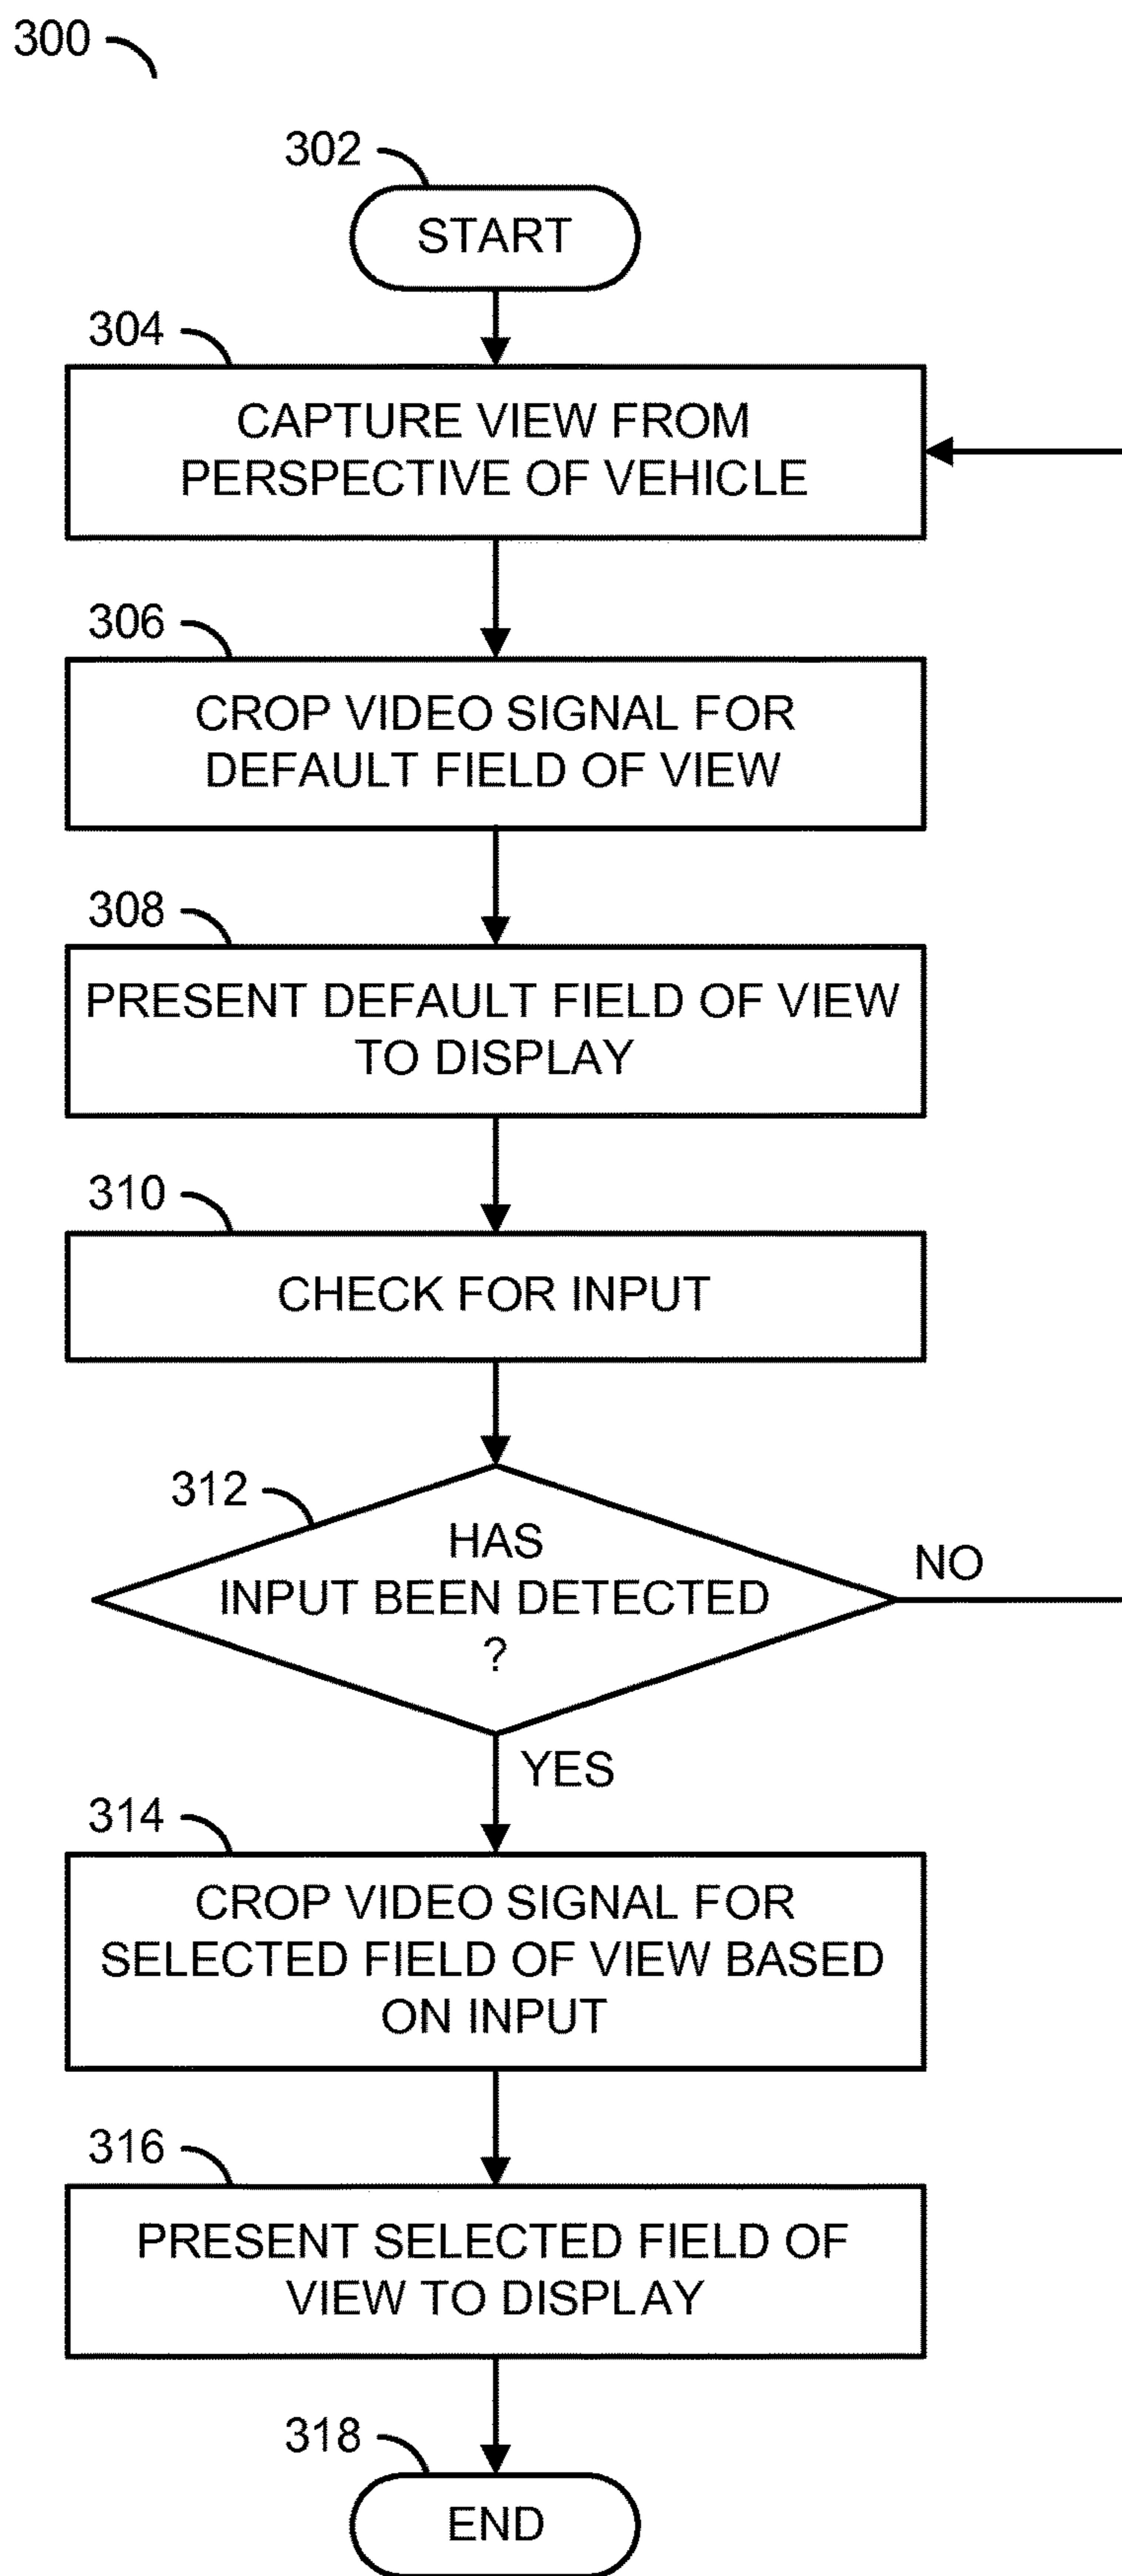 300
302
START
304
CAPTURE VIEW FROM
PERSPECTIVE OF VEHICLE
306
CROP VIDEO SIGNAL FOR
DEFAULT FIELD OF VIEW
308
PRESENT DEFAULT FIELD OF VIEW
TO DISPLAY
310
CHECK FOR INPUT
312
HAS
INPUT BEEN DETECTED
?
NO
YES
314
CROP VIDEO SIGNAL FOR
SELECTED FIELD OF VIEW BASED
ON INPUT
316
PRESENT SELECTED FIELD OF
VIEW TO DISPLAY
318
END